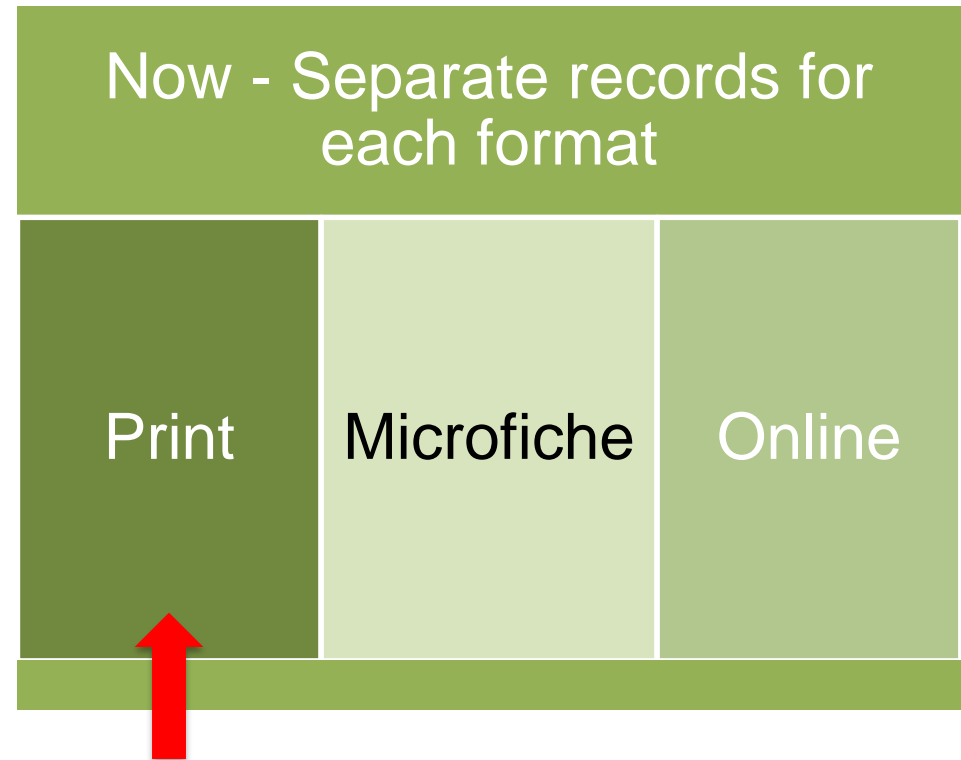 Now - Separate records for
each format
Print
Microfiche
Online